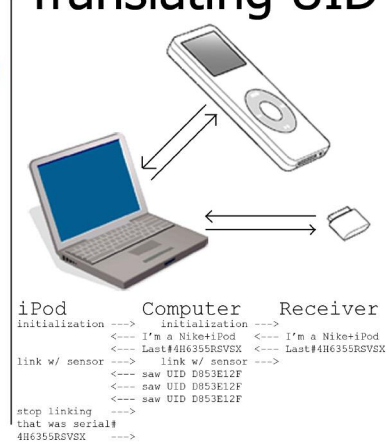 Translating UID
iPod Computer Receiver
initialization ---> initialization --->
<--- I'm a Nike+iPod <--- I'm a Nike+iPod
<--- Last#4H6355RSVSX <--- Last#4H6355RSVSX
link w/ sensor ---> link w/ sensor --->
<--- saw UID D853E12F
<--- saw UID D853E12F
<--- saw UID D853E12F
stop linking --->
that was serial#
4H6355RSVSX --->